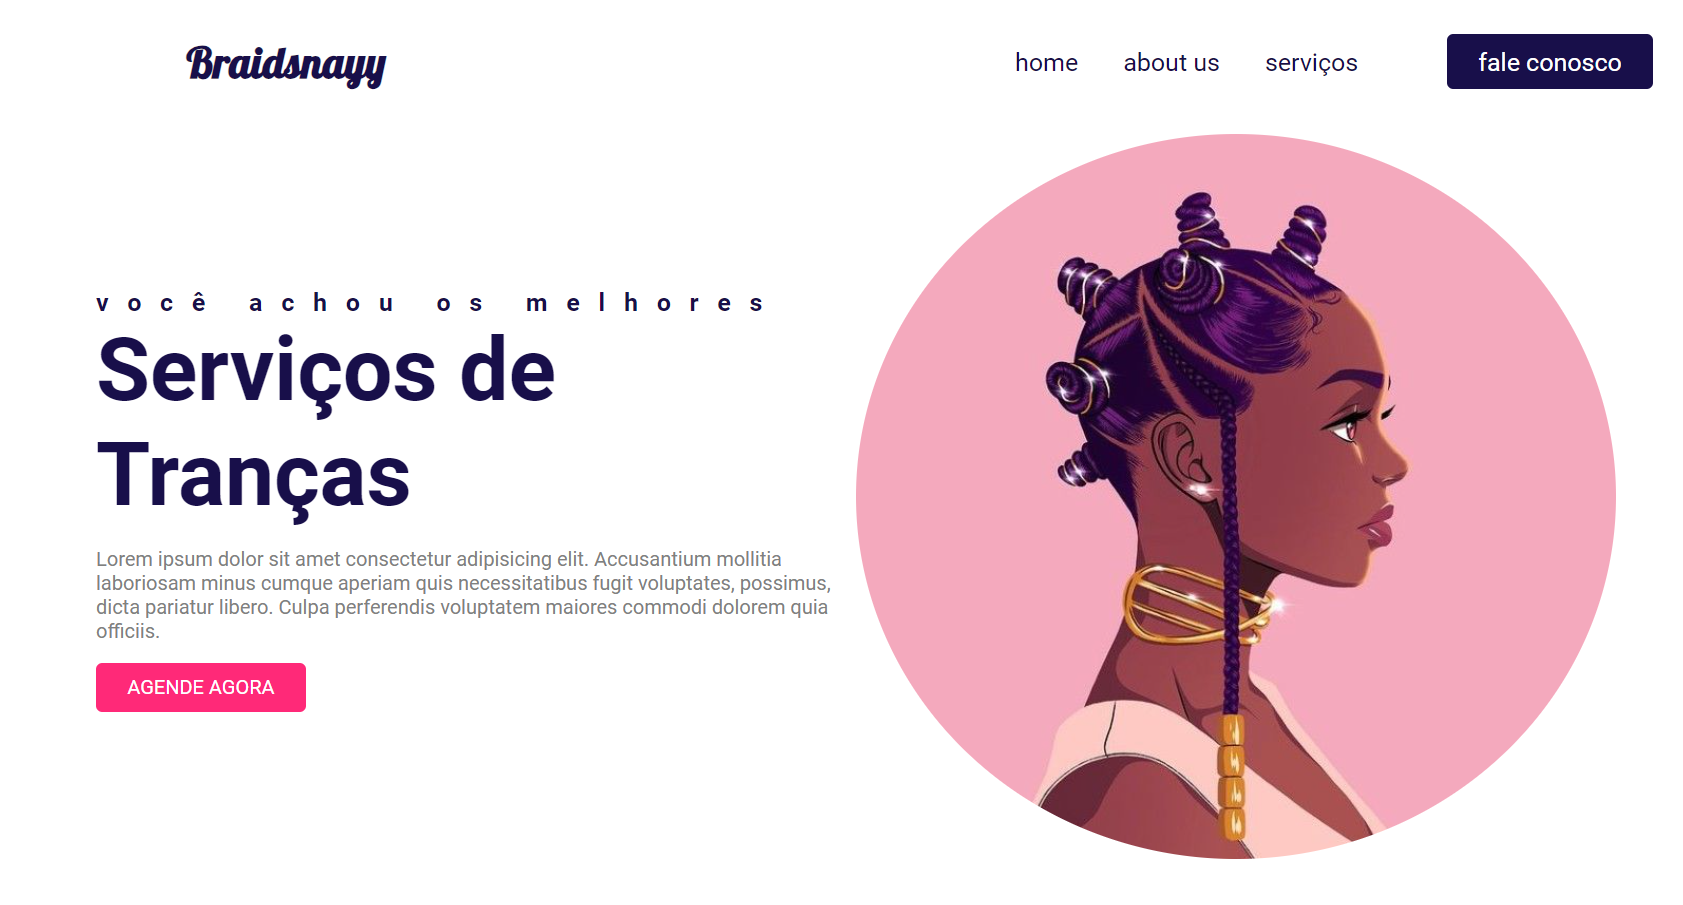 Braidsnayy
home about us serviços fale conosco
você achou os melhores
Serviços de
Tranças
Lorem ipsum dolor sit amet consectetur adipisicing elit. Accusantium mollitia
laboriosam minus cumque aperiam quis necessitatibus fugit voluptates, possimus,
dicta pariatur libero. Culpa perferendis voluptatem maiores commodi dolorem quia
officiis.
AGENDE AGORA